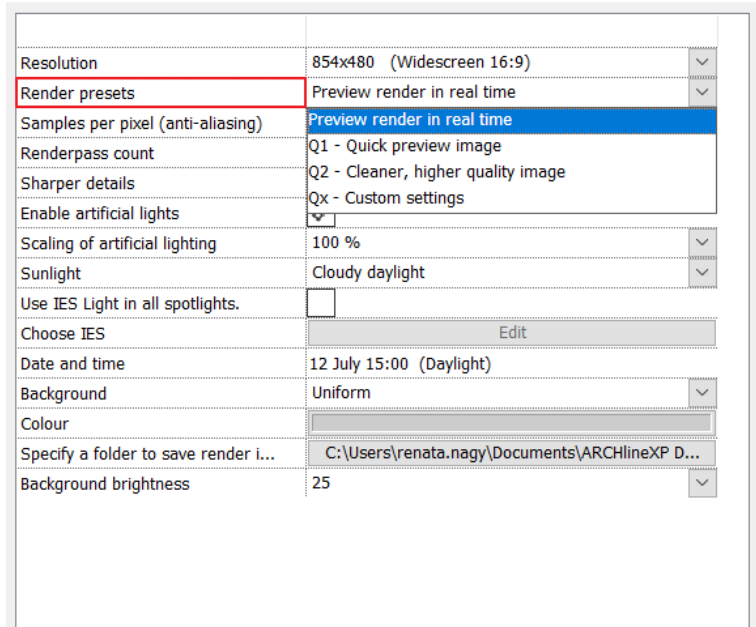 Resolution 854x480 (Widescreen 16:9)
Render presets Preview render in real time
Samples per pixel (anti-aliasing) Preview render in real time
Renderpass count Q1 - Quick preview image
Q2 - Cleaner, higher quality image
Sharper details Qx - Custom settings
Enable artificial lights
Scaling of artificial lighting 100 %
Sunlight Cloudy daylight
Use IES Light in all spotlights.
Choose IES Edit
Date and time 12 July 15:00 (Daylight)
Background Uniform
Colour
Specify a folder to save render i... C:\Users\renata.nagy\Documents\ARCHlineXP D...
Background brightness 25